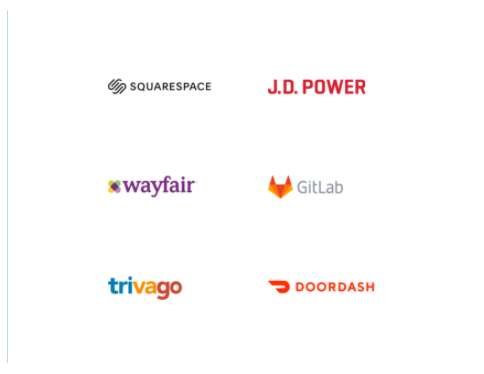 SQUARESPACE
J.D. POWER
wayfair
GitLab
trivago
DOORDASH